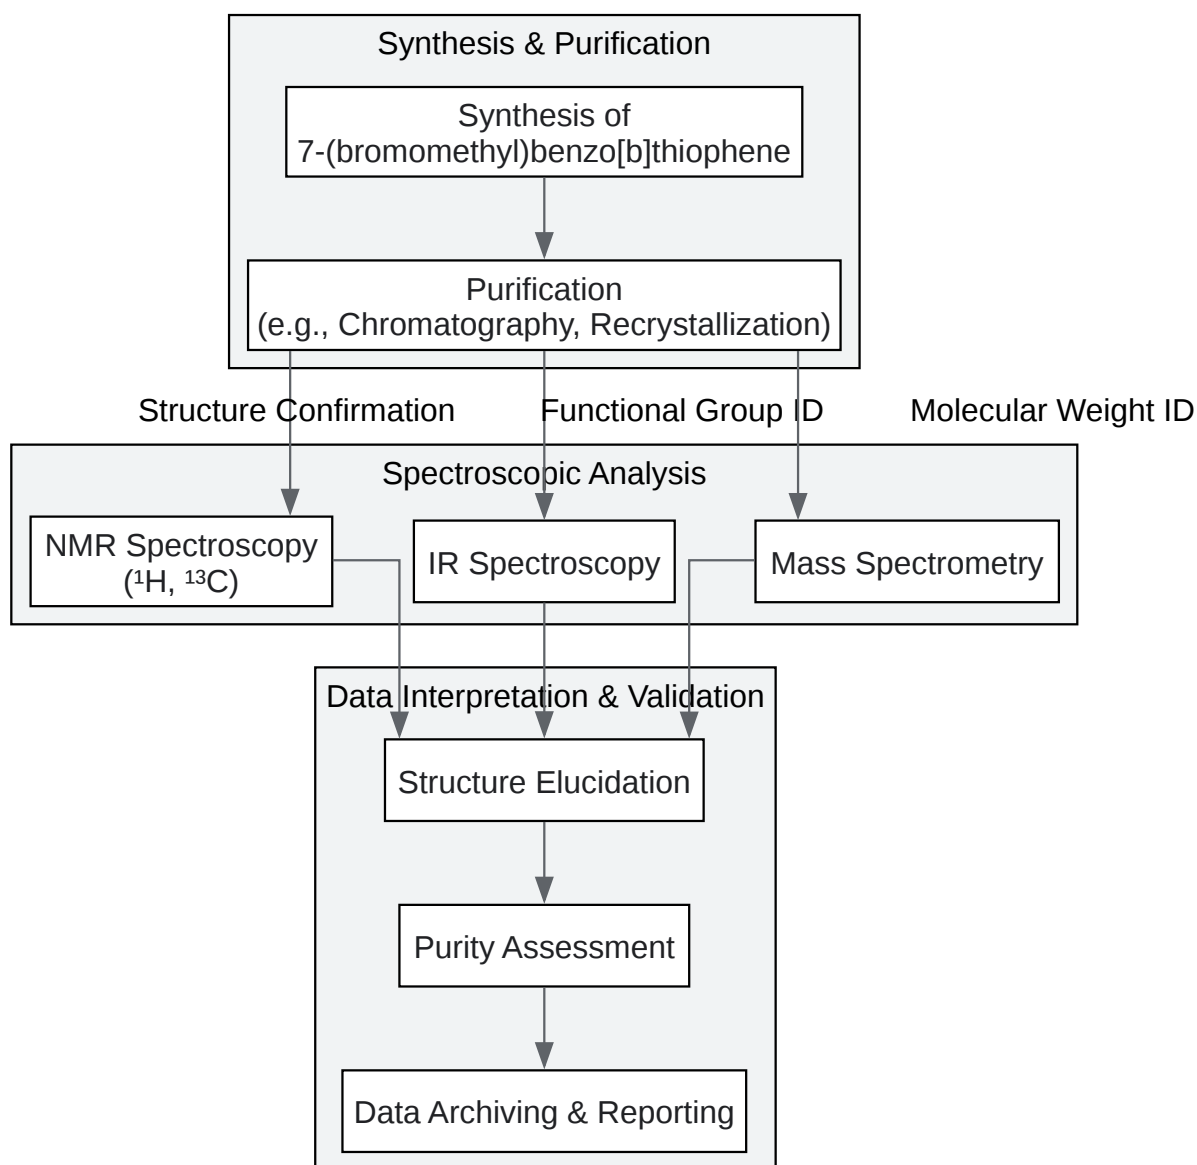 Synthesis & Purification
Synthesis of
7-(bromomethyl)benzo[b]thiophene
Purification
(e.g., Chromatography, Recrystallization)
Structure Confirmation
Functional Group ID
Molecular Weight ID
Spectroscopic Analysis
NMR Spectroscopy
(¹H, ¹³C)
IR Spectroscopy
Mass Spectrometry
Data Interpretation & Validation
Structure Elucidation
Purity Assessment
Data Archiving & Reporting